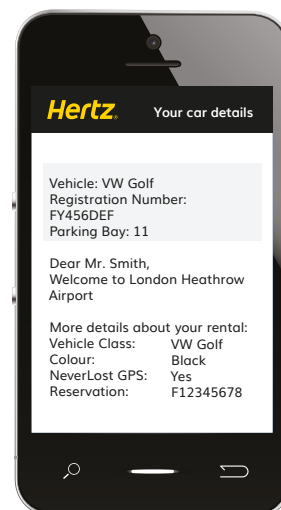 Hertz. Your car details
Vehicle: VW Golf
Registration Number:
FY456DEF
Parking Bay: 11
Dear Mr. Smith,
Welcome to London Heathrow
Airport
More details about your rental:
Vehicle Class: VW Golf
Colour: Black
NeverLost GPS: Yes
Reservation: F12345678